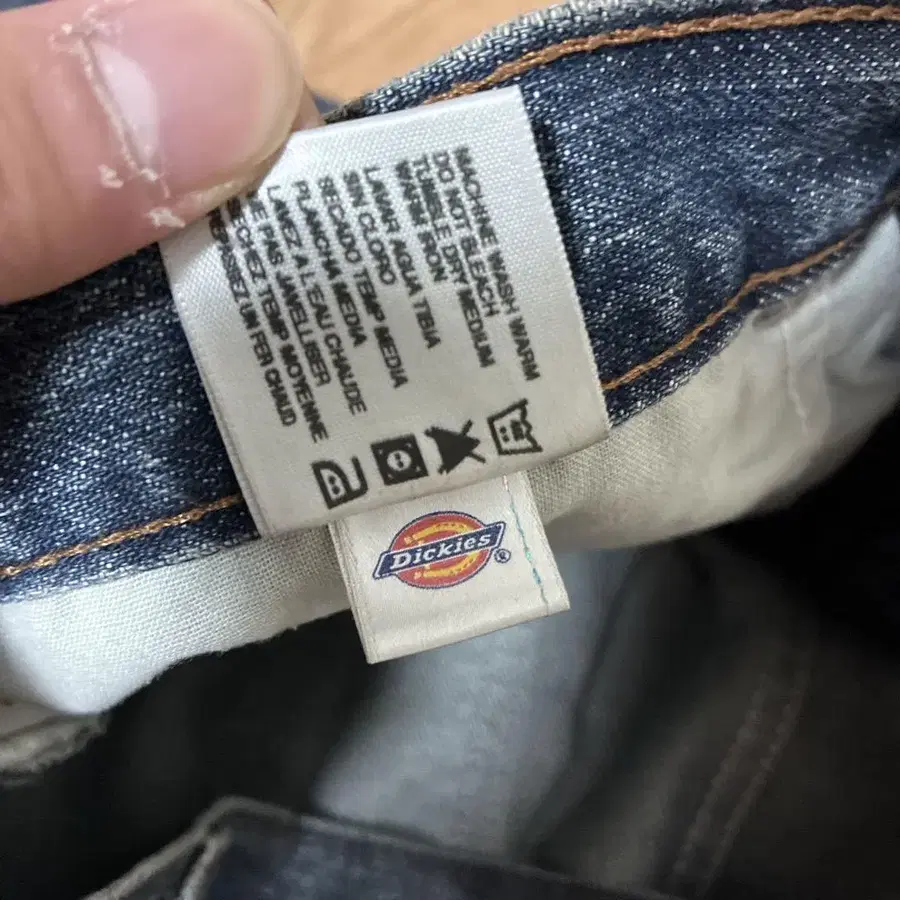 MACHINE WASH WARM
DO NOT BLEACH
TUMBLE DRY MEDIUM
WARM IRON
LAVAR AGUA TIBIA
SIN CLORO
SECADO TEMP MEDIA
PLANCHA MEDIA
LAVEZ A L'EAU CHAUDE
NE PAS JAVELLISER
SECHEZ TEMP MOYENNE
REPASSEZ UN FER CHAUD
Dickies ®